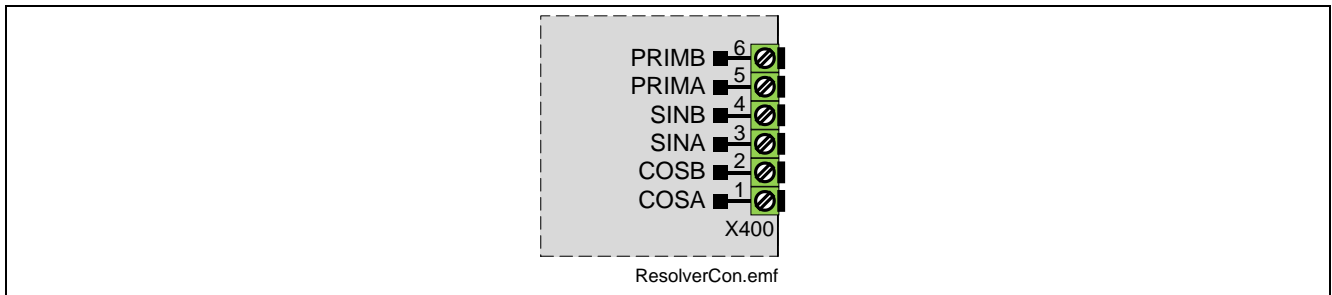 PRIMB 6
PRIMA 5
SINB 4
SINA 3
COSB 2
COSA 1
X400
ResolverCon.emf